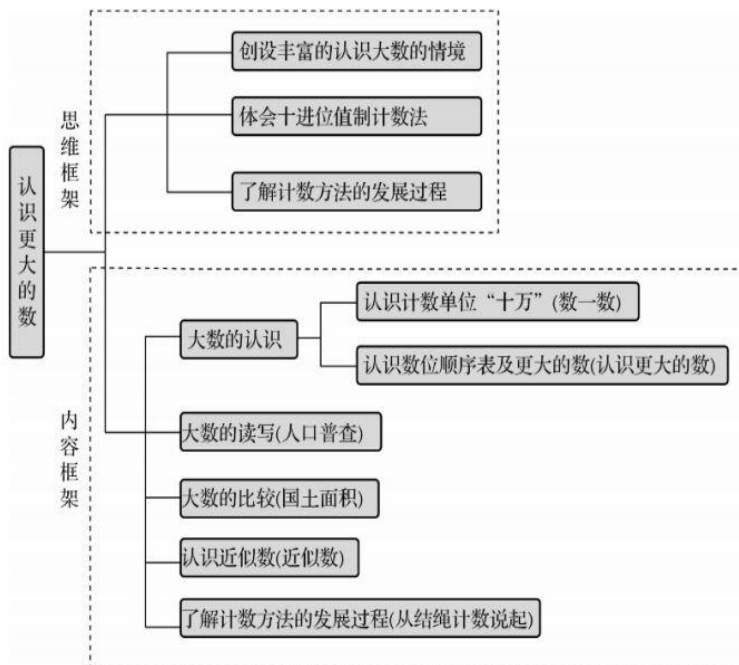 创设丰富的认识大数的情境
体会十进位值制计数法
了解计数方法的发展过程
思维框架
认识更大的数
内容框架
大数的认识
认识计数单位“十万”(数一数)
认识数位顺序表及更大的数(认识更大的数)
大数的读写(人口普查)
大数的比较(国土面积)
认识近似数(近似数)
了解计数方法的发展过程(从结绳计数说起)